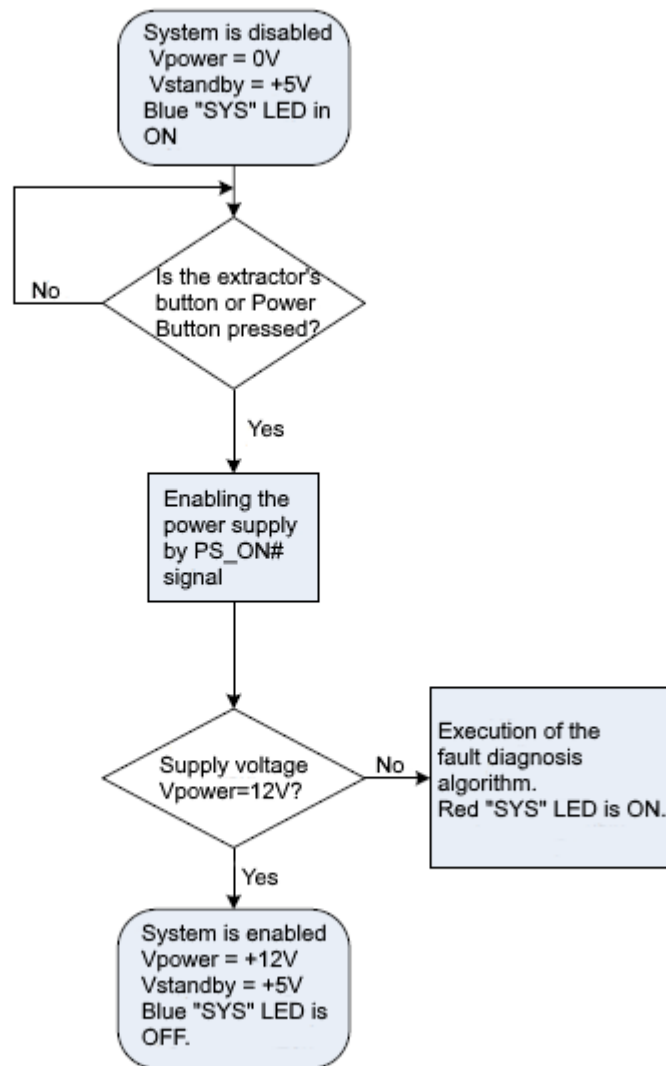 System is disabled
Vpower = 0V
Vstandby = +5V
Blue "SYS" LED in
ON
Is the extractor's
button or Power
Button pressed?
No
Yes
Enabling the
power supply
by PS_ON#
signal
Supply voltage
Vpower=12V?
No
Execution of the
fault diagnosis
algorithm.
Red "SYS" LED is ON.
Yes
System is enabled
Vpower = +12V
Vstandby = +5V
Blue "SYS" LED is
OFF.